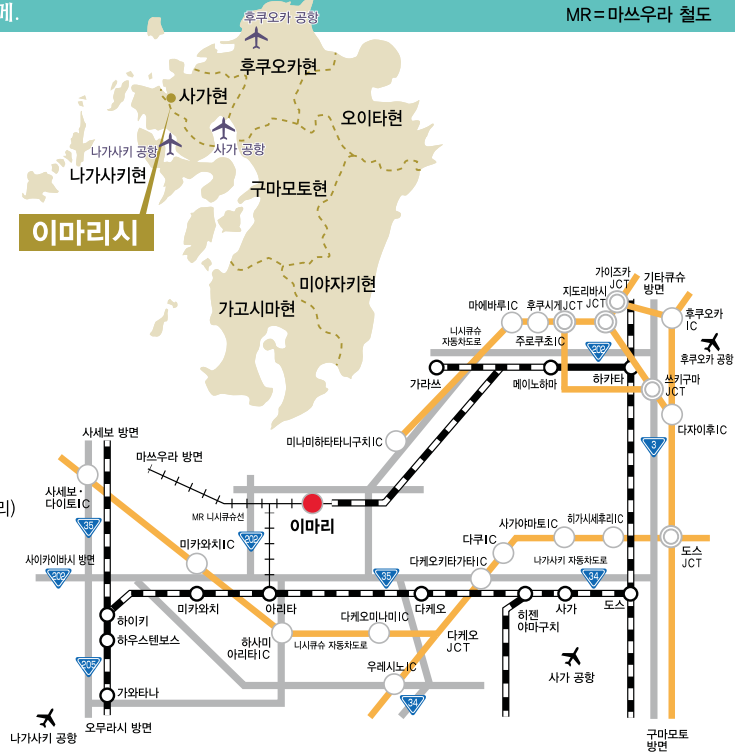 께.
MR=마쓰우라 철도
후쿠오카 공항
후쿠오카현
사가현
오이타현
나가사키 공항
사가 공항
나가사키현
구마모토현
이마리시
미야자키현
가고시마현
가이즈카
JCT
기타큐슈
방면
지도리바시
JCT
마에바루IC
후쿠시게JCT
후쿠오카
IC
니시큐슈
자동차도로
주로쿠초IC
202
후쿠오카 공항
가라쓰
메이노하마
하카타
쓰키구마
JCT
다자이후IC
3
미나미하타타니구치IC
사세보 방면
마쓰우라 방면
리)
사세보·
다이토IC
MR 니시큐슈선
이마리
35
202
미카와치IC
사가야마토IC
히가시세후리IC
다쿠IC
도스
JCT
사이카이바시 방면
다케오키타가타IC
나가사키 자동차도로
202
35
34
미카와치
아리타
다케오
히젠
야마구치
사가
도스
하이키
다케오미나미IC
하우스텐보스
하사미
아리타IC
니시큐슈 자동차도로
다케오
JCT
205
우레시노IC
사가 공항
가와타나
34
오무라시 방면
나가사키 공항
구마모토
방면